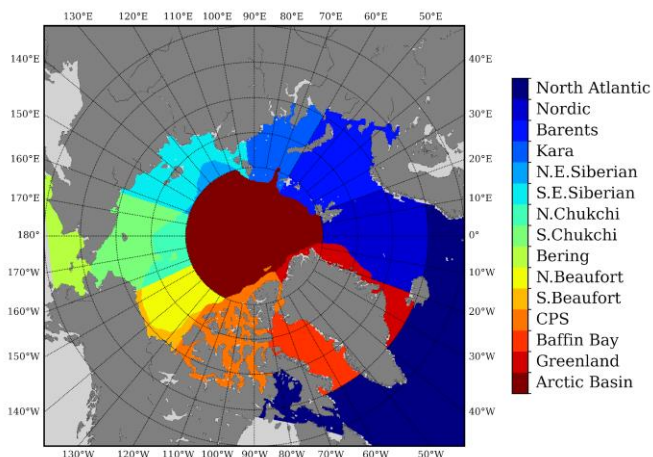 130°E 120°E 110°E 100°E 90°E 80°E 70°E 60°E 50°E
140°E 40°E
150°E 30°E
160°E 20°E
170°E 10°E
180° 0°
170°W 10°W
160°W 20°W
150°W 30°W
140°W 40°W
130°W 120°W 110°W 100°W 90°W 80°W 70°W 60°W 50°W
North Atlantic
Nordic
Barents
Kara
N.E.Siberian
S.E.Siberian
N.Chukchi
S.Chukchi
Bering
N.Beaufort
S.Beaufort
CPS
Baffin Bay
Greenland
Arctic Basin